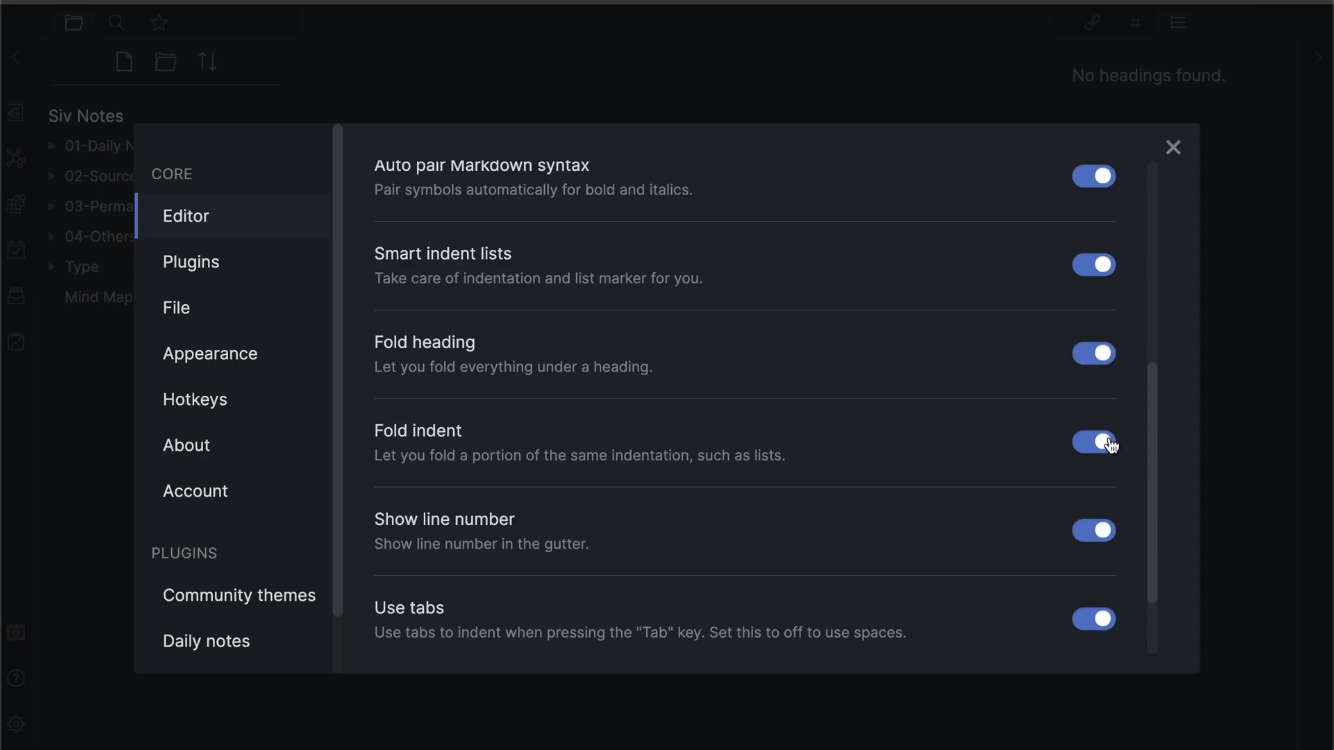 No headings found.
Siv Notes
01-Daily N
02-Source
03-Perma
04-Others
Type
Mind Map
CORE
Editor
Plugins
File
Appearance
Hotkeys
About
Account
PLUGINS
Community themes
Daily notes
Auto pair Markdown syntax
Pair symbols automatically for bold and italics.
Smart indent lists
Take care of indentation and list marker for you.
Fold heading
Let you fold everything under a heading.
Fold indent
Let you fold a portion of the same indentation, such as lists.
Show line number
Show line number in the gutter.
Use tabs
Use tabs to indent when pressing the "Tab" key. Set this to off to use spaces.